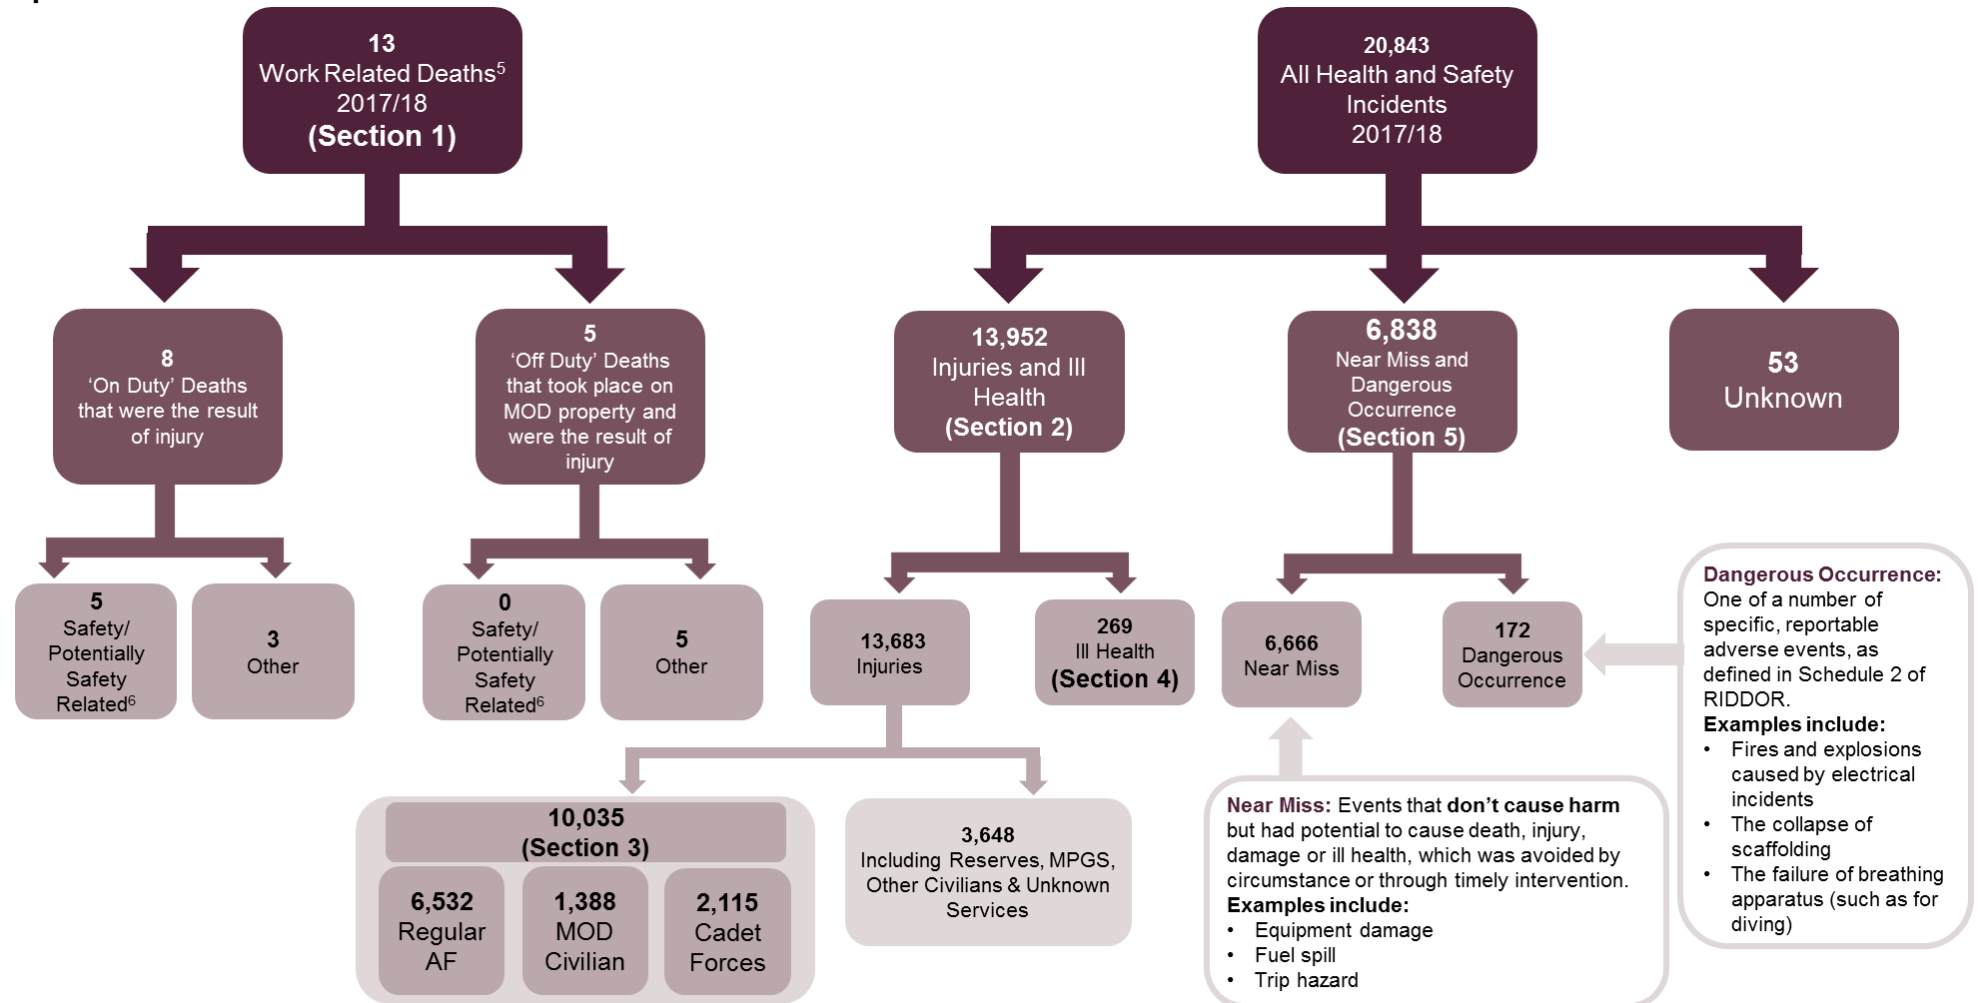 13
Work Related Deaths5
2017/18
(Section 1)
20,843
All Health and Safety
Incidents
2017/18
8
‘On Duty’ Deaths
that were the result
of injury
5
‘Off Duty’ Deaths
that took place on
MOD property and
were the result of
injury
13,952
Injuries and Ill
Health
(Section 2)
6,838
Near Miss and
Dangerous
Occurrence
(Section 5)
53
Unknown
5
Safety/
Potentially
Safety
Related6
3
Other
0
Safety/
Potentially
Safety
Related6
5
Other
13,683
Injuries
269
Ill Health
(Section 4)
6,666
Near Miss
172
Dangerous
Occurrence
Dangerous Occurrence:
One of a number of
specific, reportable
adverse events, as
defined in Schedule 2 of
RIDDOR.
Examples include:
• Fires and explosions
caused by electrical
incidents
• The collapse of
scaffolding
• The failure of breathing
apparatus (such as for
diving)
10,035
(Section 3)
6,532
Regular
AF
1,388
MOD
Civilian
2,115
Cadet
Forces
3,648
Including Reserves, MPGS,
Other Civilians & Unknown
Services
Near Miss: Events that don’t cause harm
but had potential to cause death, injury,
damage or ill health, which was avoided by
circumstance or through timely intervention.
Examples include:
• Equipment damage
• Fuel spill
• Trip hazard